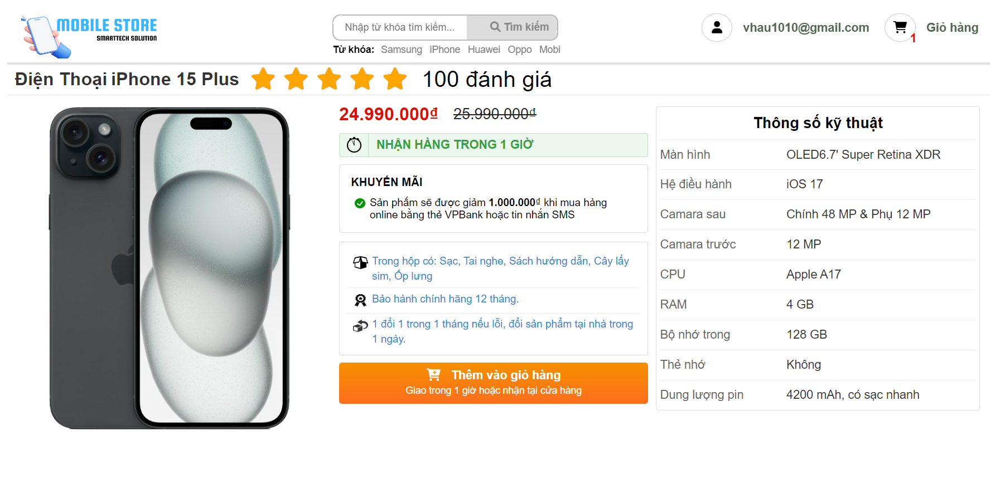 MOBILE STORE
SMARTTECH SOLUTION
Nhập từ khóa tìm kiếm...
Tìm kiếm
Từ khóa: Samsung iPhone Huawei Oppo Mobi
vhau1010@gmail.com
1
Giỏ hàng
Điện Thoại iPhone 15 Plus
100 đánh giá
24.990.000₫ 25.990.000₫
NHẬN HÀNG TRONG 1 GIỜ
KHUYẾN MÃI
Sản phẩm sẽ được giảm 1.000.000₫ khi mua hàng
online bằng thẻ VPBank hoặc tin nhắn SMS
Trong hộp có: Sạc, Tai nghe, Sách hướng dẫn, Cây lấy
sim, Ốp lưng
Bảo hành chính hãng 12 tháng.
1 đổi 1 trong 1 tháng nếu lỗi, đổi sản phẩm tại nhà trong
1 ngày.
Thêm vào giỏ hàng
Giao trong 1 giờ hoặc nhận tại cửa hàng
Thông số kỹ thuật
Màn hình OLED6.7' Super Retina XDR
Hệ điều hành iOS 17
Camara sau Chính 48 MP & Phụ 12 MP
Camara trước 12 MP
CPU Apple A17
RAM 4 GB
Bộ nhớ trong 128 GB
Thẻ nhớ Không
Dung lượng pin 4200 mAh, có sạc nhanh